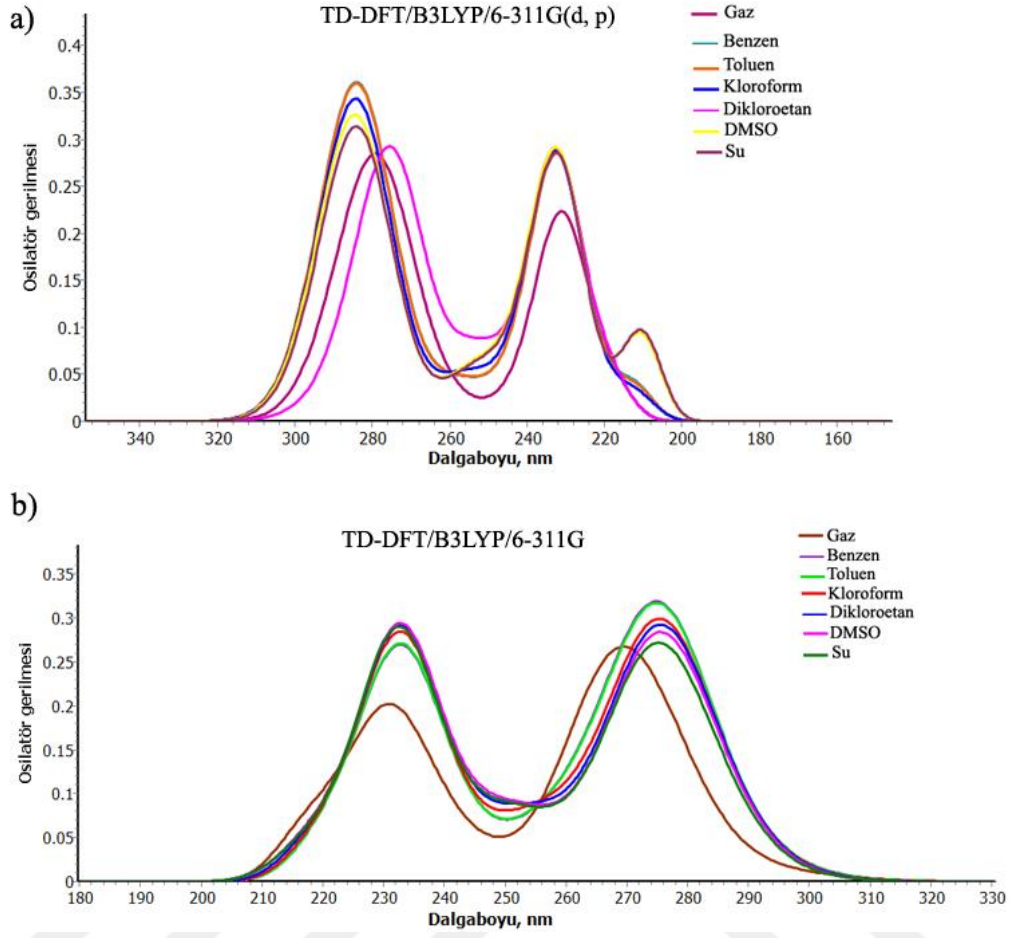 a)
TD-DFT/B3LYP/6-311G(d, p)
Gaz
Benzen
Toluen
Kloroform
Dikloroetan
DMSO
Su
Osilatör gerilmesi
0.4
0.35
0.3
0.25
0.2
0.15
0.1
0.05
0
340 320 300 280 260 240 220 200 180 160
Dalgaboyu, nm
b)
TD-DFT/B3LYP/6-311G
Gaz
Benzen
Toluen
Kloroform
Dikloroetan
DMSO
Su
Osilatör gerilmesi
0.35
0.3
0.25
0.2
0.15
0.1
0.05
0
180 190 200 210 220 230 240 250 260 270 280 290 300 310 320 330
Dalgaboyu, nm